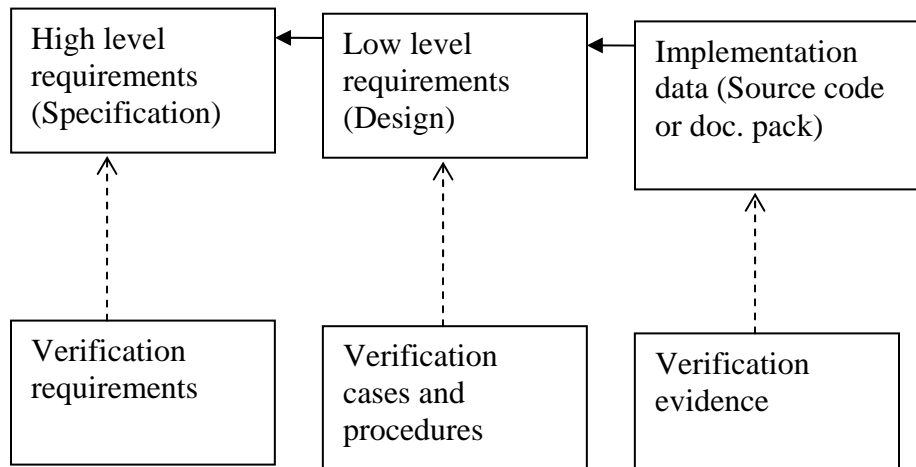 High level
requirements
(Specification)
Low level
requirements
(Design)
Implementation
data (Source code
or doc. pack)
Verification
requirements
Verification
cases and
procedures
Verification
evidence